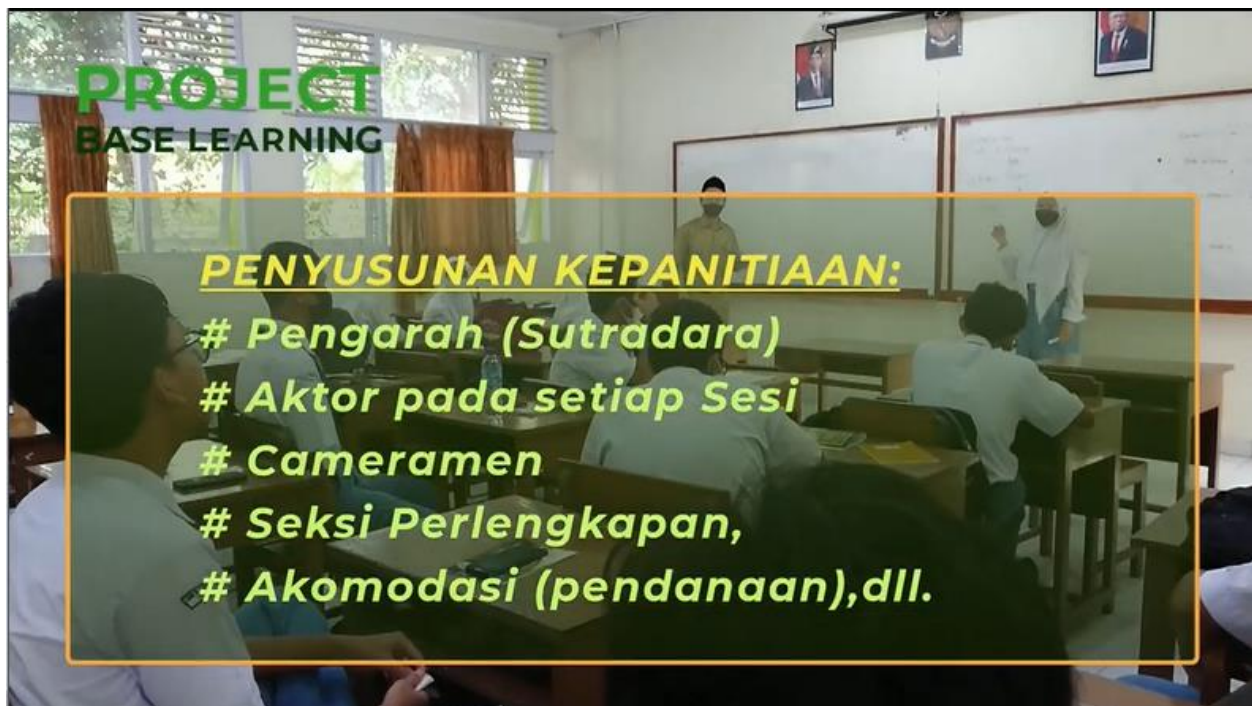 PROJECT
BASE LEARNING
PENYUSUNAN KEPANITIAAN:
# Pengarah (Sutradara)
# Aktor pada setiap Sesi
# Cameramen
# Seksi Perlengkapan,
# Akomodasi (pendanaan),dll.